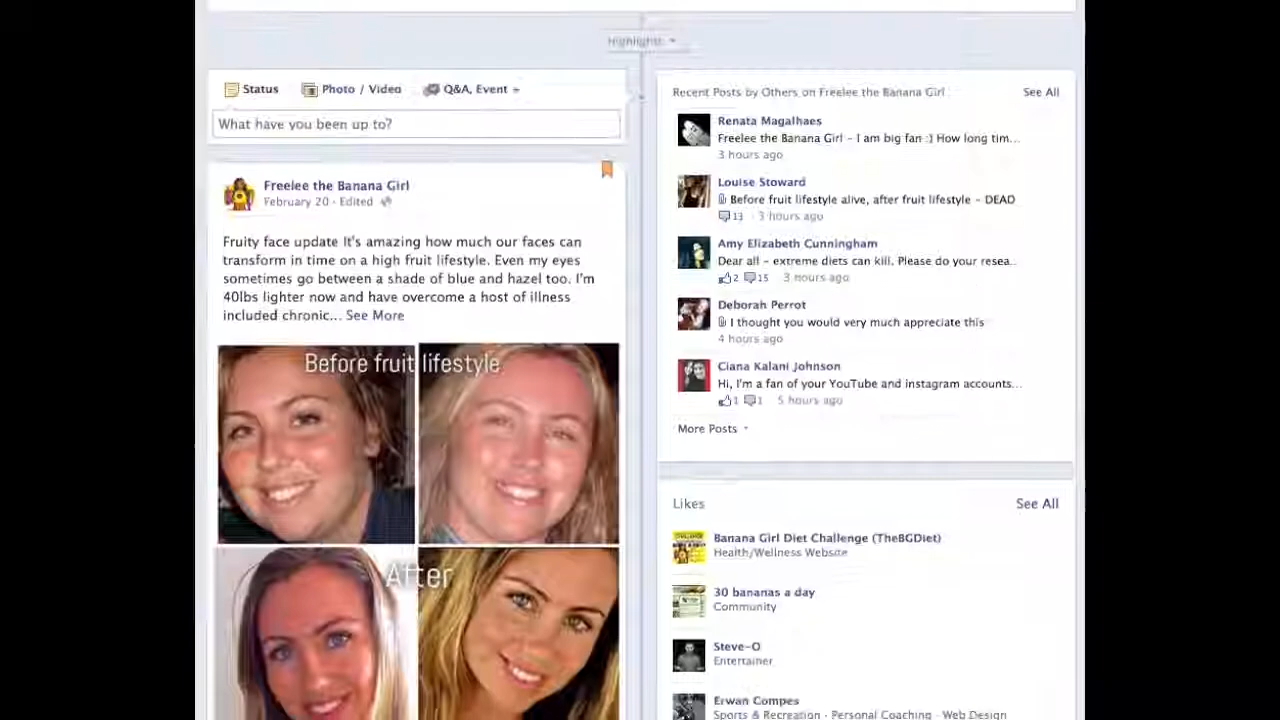 Highlights
Status
Photo / Video
Q&A, Event +
What have you been up to?
Freelee the Banana Girl
February 20 · Edited
Fruity face update It's amazing how much our faces can
transform in time on a high fruit lifestyle. Even my eyes
sometimes go between a shade of blue and hazel too. I'm
40lbs lighter now and have overcome a host of illness
included chronic... See More
Before fruit lifestyle
After
Recent Posts by Others on Freelee the Banana Girl
See All
Renata Magalhaes
Freelee the Banana Girl - I am big fan :) How long tim...
3 hours ago
Louise Stoward
Before fruit lifestyle alive, after fruit lifestyle - DEAD
13 · 3 hours ago
Amy Elizabeth Cunningham
Dear all - extreme diets can kill. Please do your resea..
2 15 3 hours ago
Deborah Perrot
I thought you would very much appreciate this
4 hours ago
Ciana Kalani Johnson
Hi, I'm a fan of your YouTube and instagram accounts...
1 1 5 hours ago
More Posts
Likes
See All
Banana Girl Diet Challenge (TheBGDiet)
Health/Wellness Website
30 bananas a day
Community
Steve-O
Entertainer
Erwan Compes
Sports & Recreation · Personal Coaching · Web Design